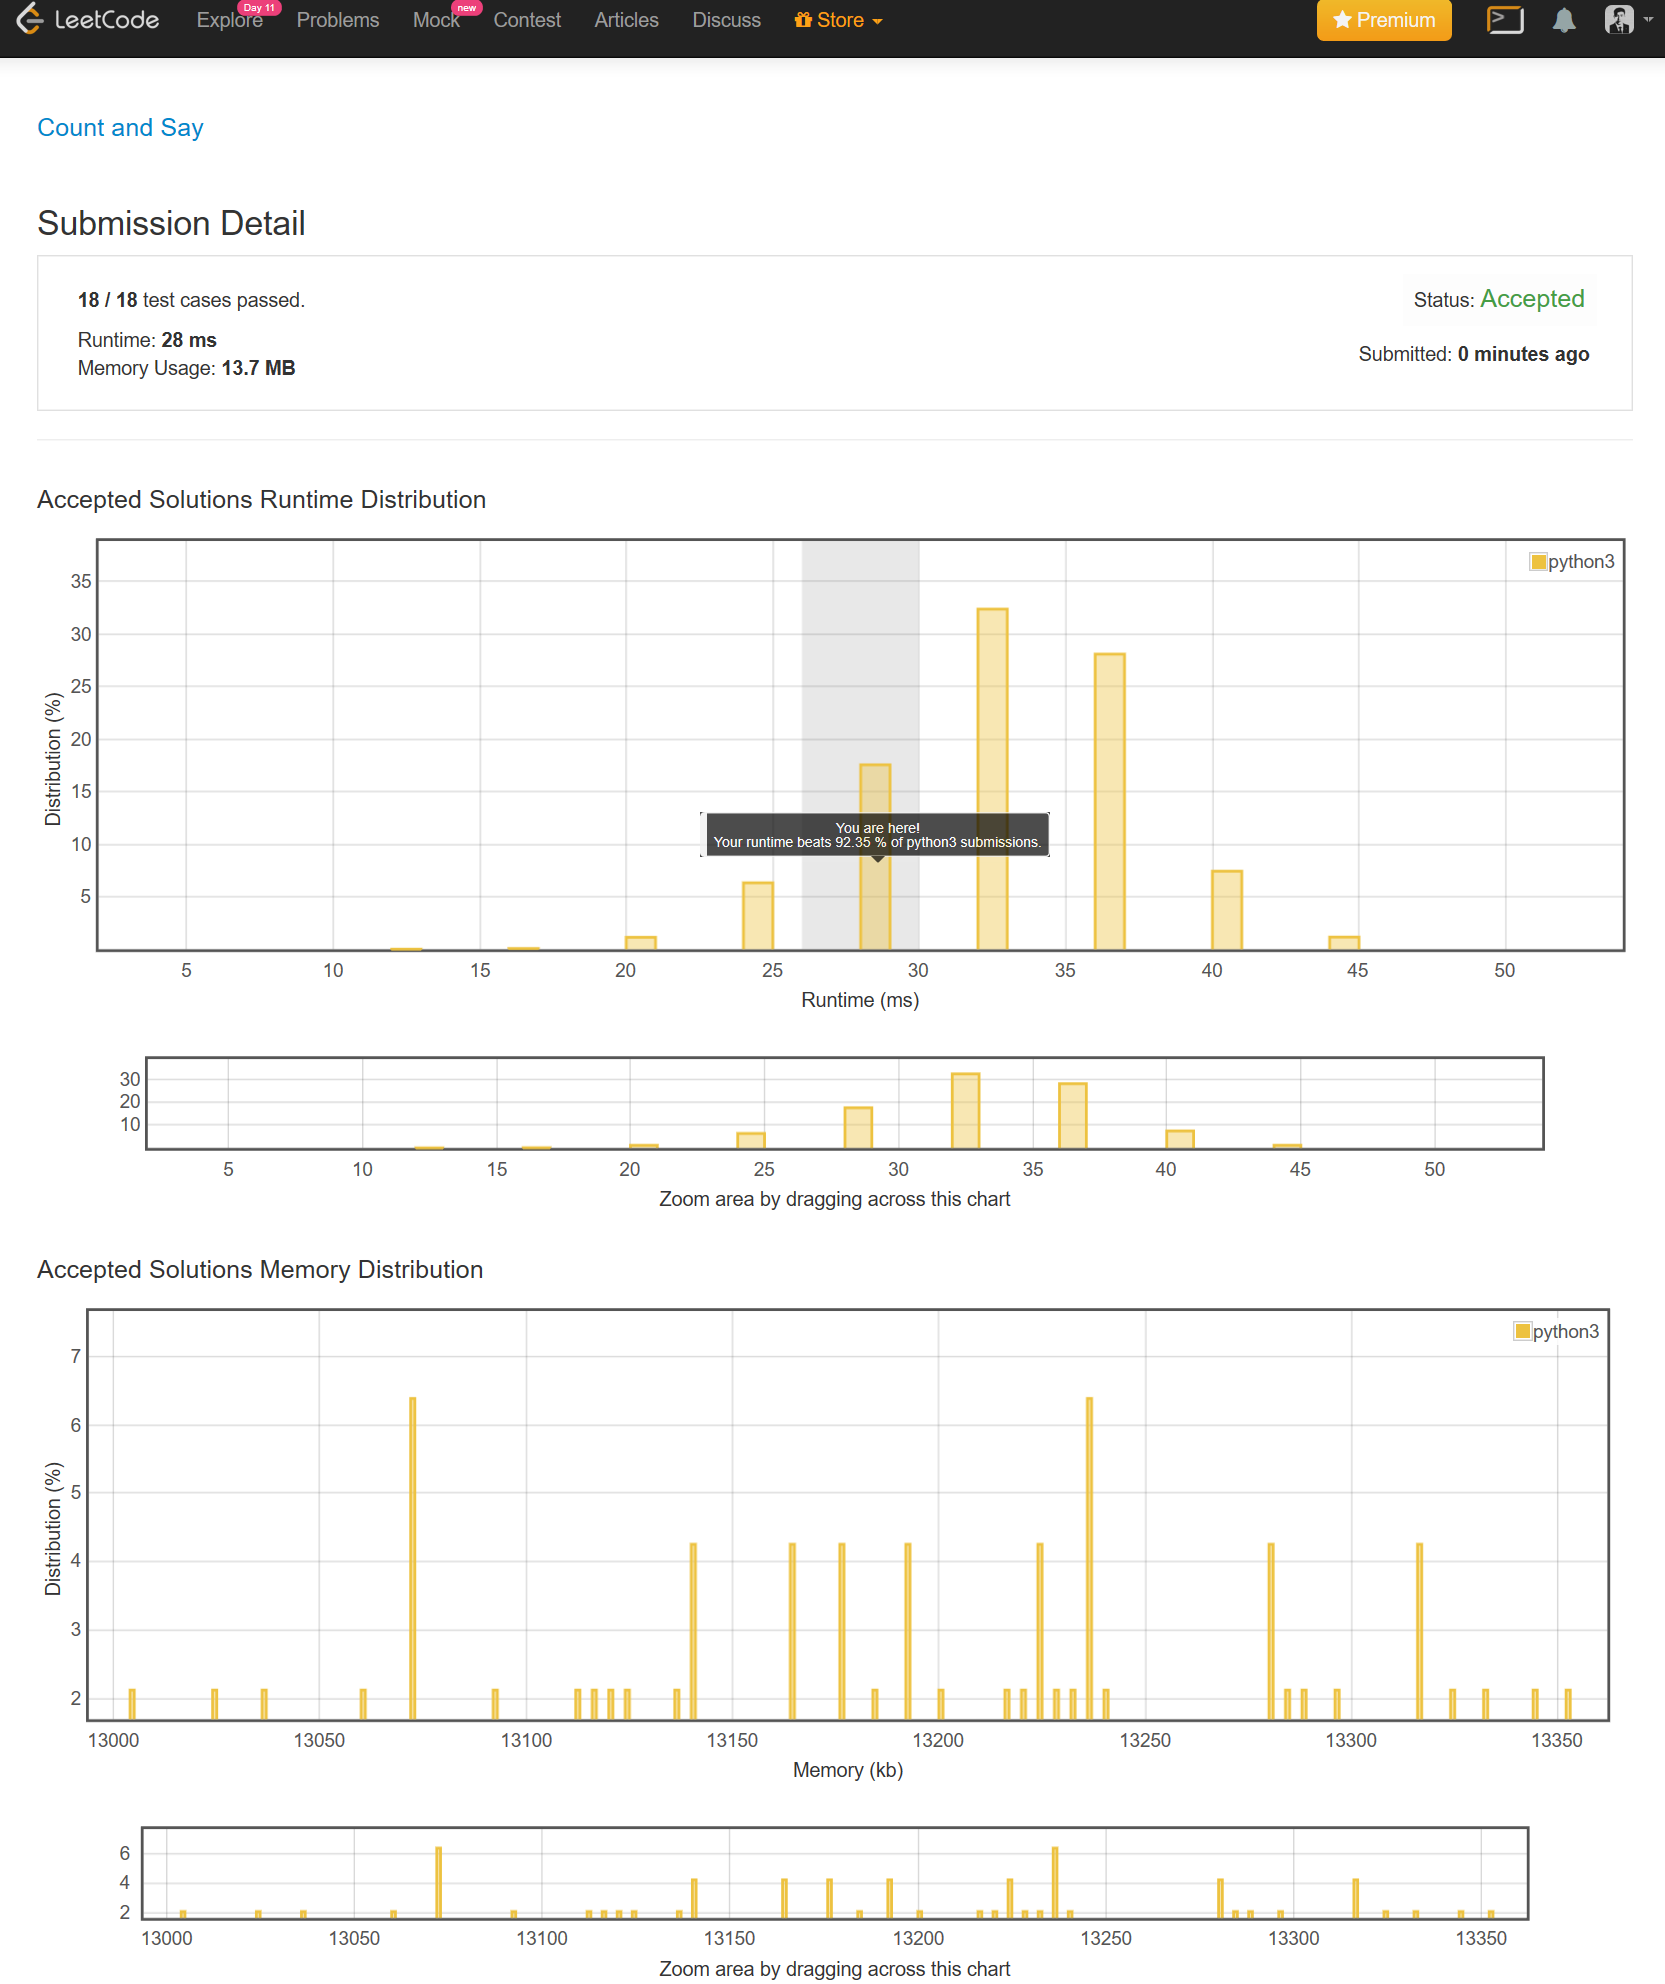 LeetCode Explore Day 11 Problems Mock new Contest Articles Discuss Store Premium
Count and Say
Submission Detail
18 / 18 test cases passed.
Status: Accepted
Runtime: 28 ms
Submitted: 0 minutes ago
Memory Usage: 13.7 MB
Accepted Solutions Runtime Distribution
python3
35
30
25
20
15
10
5
Distribution (%)
You are here!
Your runtime beats 92.35 % of python3 submissions.
5 10 15 20 25 30 35 40 45 50
Runtime (ms)
30
20
10
5 10 15 20 25 30 35 40 45 50
Zoom area by dragging across this chart
Accepted Solutions Memory Distribution
python3
7
6
5
4
3
2
Distribution (%)
13000 13050 13100 13150 13200 13250 13300 13350
Memory (kb)
6
4
2
13000 13050 13100 13150 13200 13250 13300 13350
Zoom area by dragging across this chart